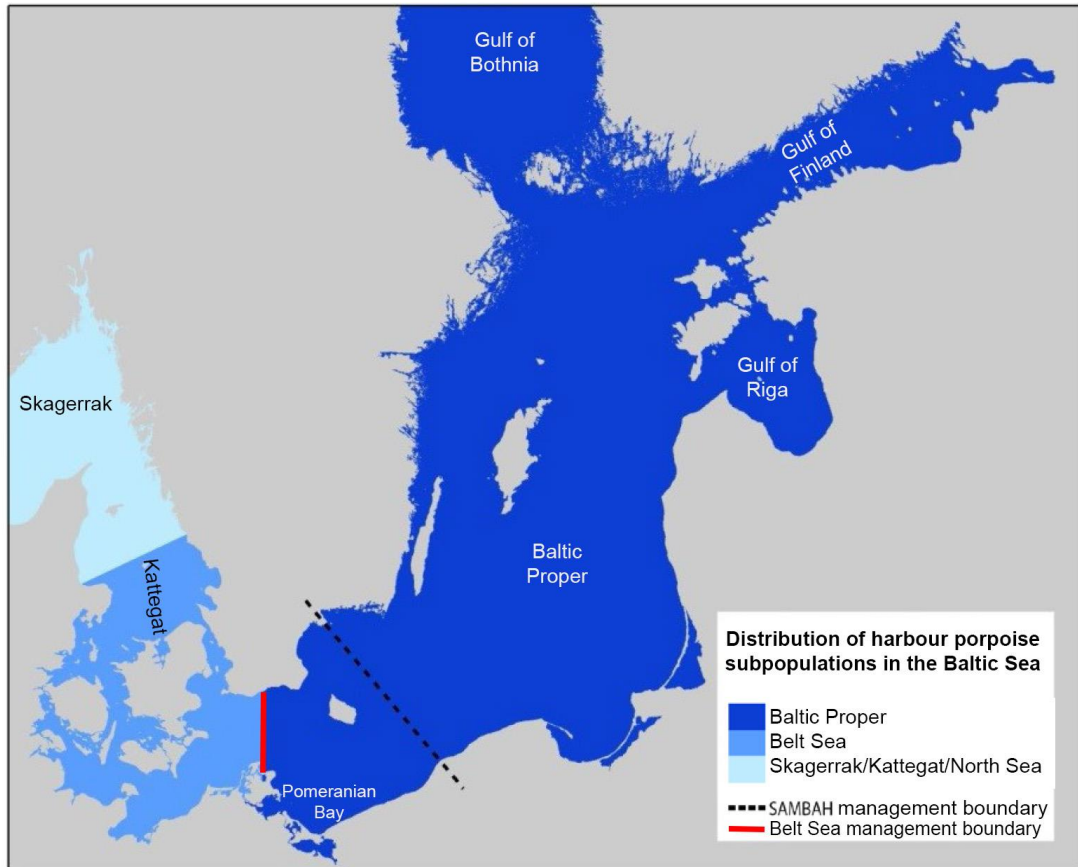 Gulf of
Bothnia
Gulf of
Finland
Gulf of
Riga
Skagerrak
Kattegat
Baltic
Proper
Pomeranian
Bay
Distribution of harbour porpoise
subpopulations in the Baltic Sea
Baltic Proper
Belt Sea
Skagerrak/Kattegat/North Sea
SAMBAH management boundary
Belt Sea management boundary